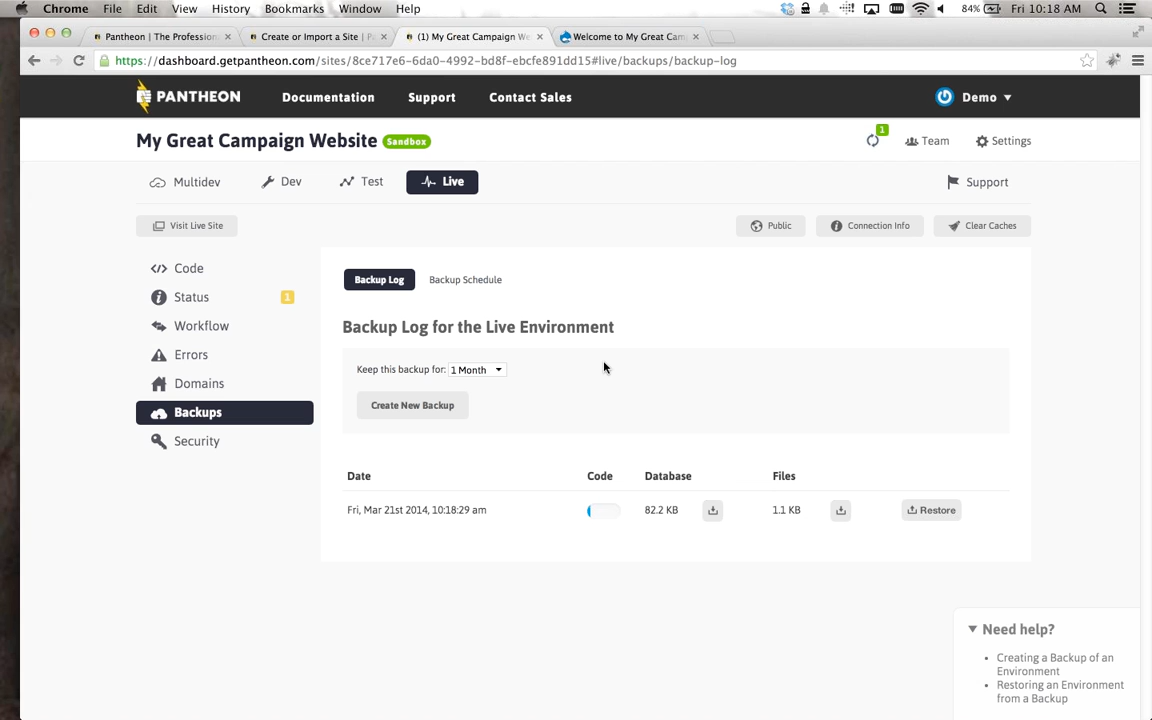 Chrome File Edit View History Bookmarks Window Help 84% Fri 10:18 AM
Pantheon | The Profession
Create or Import a Site | P
(1) My Great Campaign We
Welcome to My Great Cam
https://dashboard.getpantheon.com/sites/8ce717e6-6da0-4992-bd8f-ebcfe891dd15#live/backups/backup-log
PANTHEON Documentation Support Contact Sales Demo
My Great Campaign Website Sandbox 1 Team Settings
Multidev Dev Test Live Support
Visit Live Site Public Connection Info Clear Caches
Code
Status 1
Workflow
Errors
Domains
Backups
Security
Backup Log Backup Schedule
Backup Log for the Live Environment
Keep this backup for: 1 Month
Create New Backup
Date Code Database Files
Fri, Mar 21st 2014, 10:18:29 am 82.2 KB 1.1 KB Restore
Need help?
Creating a Backup of an
Environment
Restoring an Environment
from a Backup